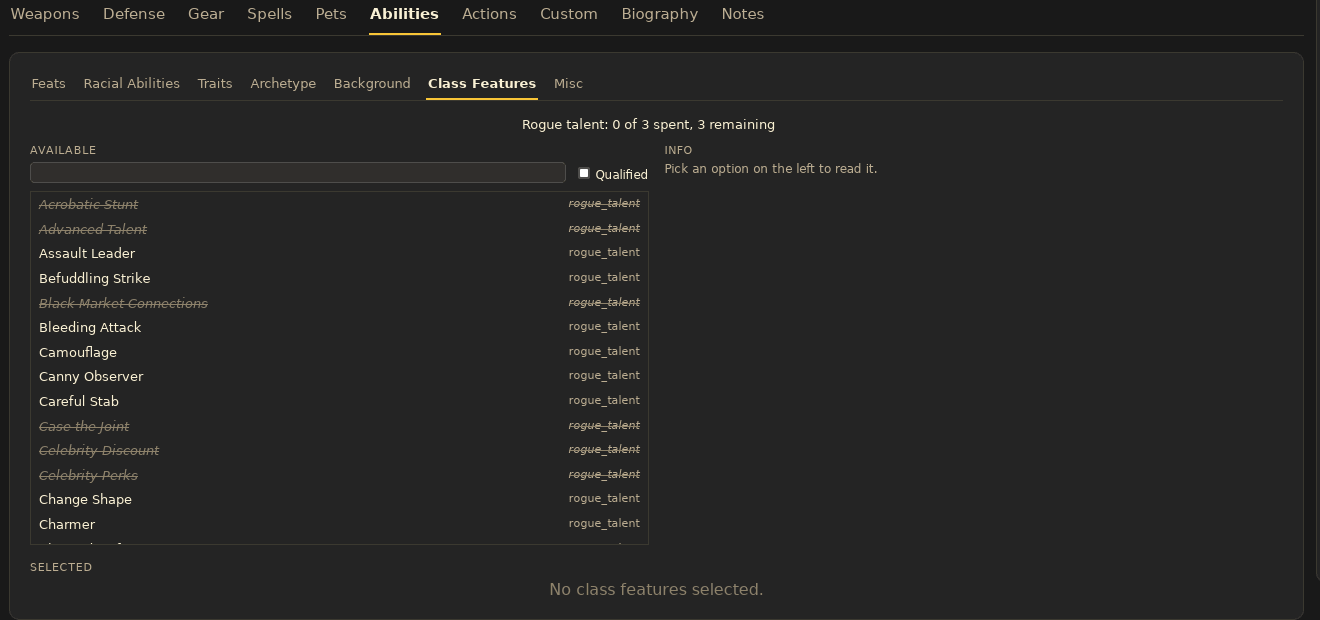 Weapons Defense Gear Spells Pets Abilities Actions Custom Biography Notes
Feats Racial Abilities Traits Archetype Background Class Features Misc
Rogue talent: 0 of 3 spent, 3 remaining
AVAILABLE
Qualified
Acrobatic Stunt rogue_talent
Advanced Talent rogue_talent
Assault Leader rogue_talent
Befuddling Strike rogue_talent
Black Market Connections rogue_talent
Bleeding Attack rogue_talent
Camouflage rogue_talent
Canny Observer rogue_talent
Careful Stab rogue_talent
Case the Joint rogue_talent
Celebrity Discount rogue_talent
Celebrity Perks rogue_talent
Change Shape rogue_talent
Charmer rogue_talent
INFO
Pick an option on the left to read it.
SELECTED
No class features selected.